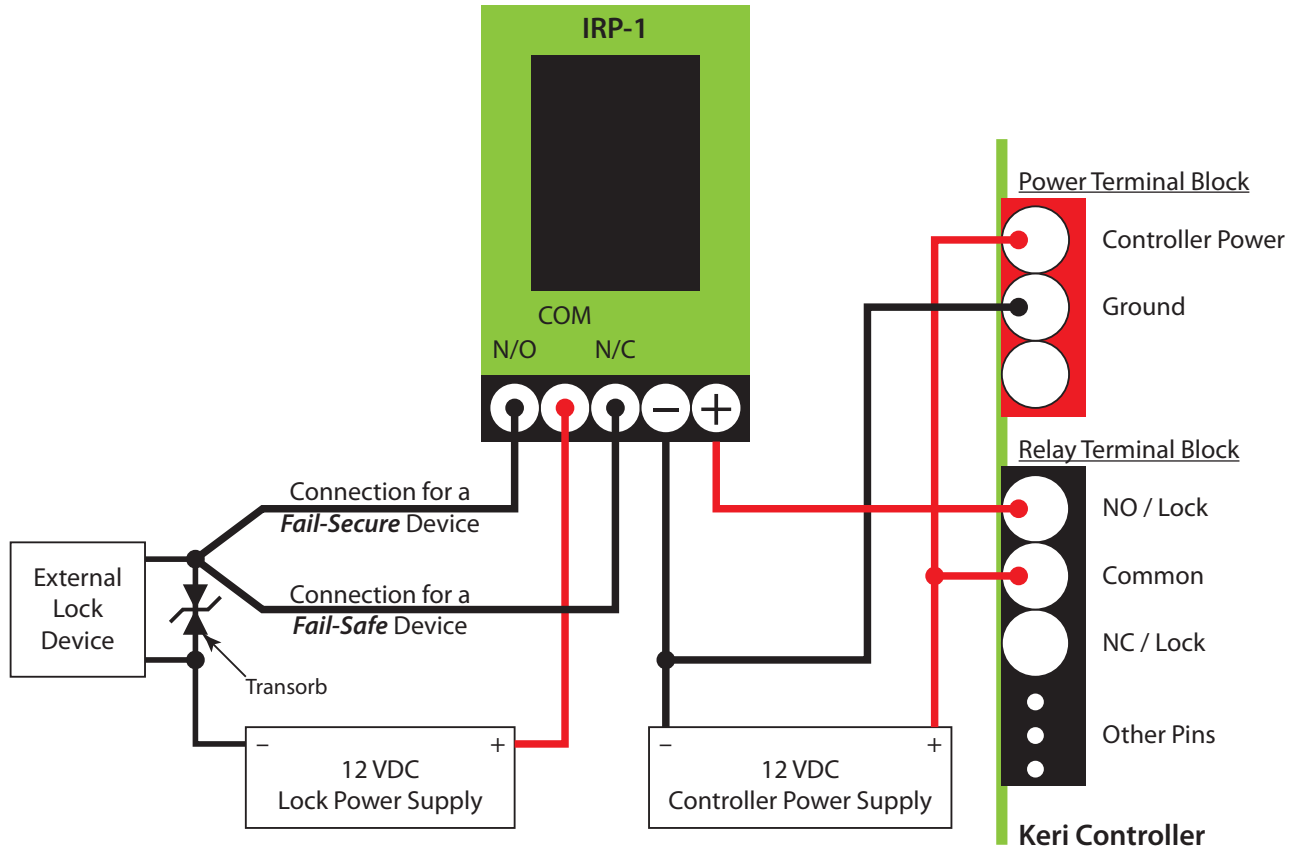 IRP-1
COM
N/O N/C
− +
Power Terminal Block
Controller Power
Ground
Relay Terminal Block
NO / Lock
Common
NC / Lock
Other Pins
Keri Controller
Connection for a
Fail-Secure Device
Connection for a
Fail-Safe Device
External
Lock
Device
Transorb
− +
12 VDC
Lock Power Supply
− +
12 VDC
Controller Power Supply